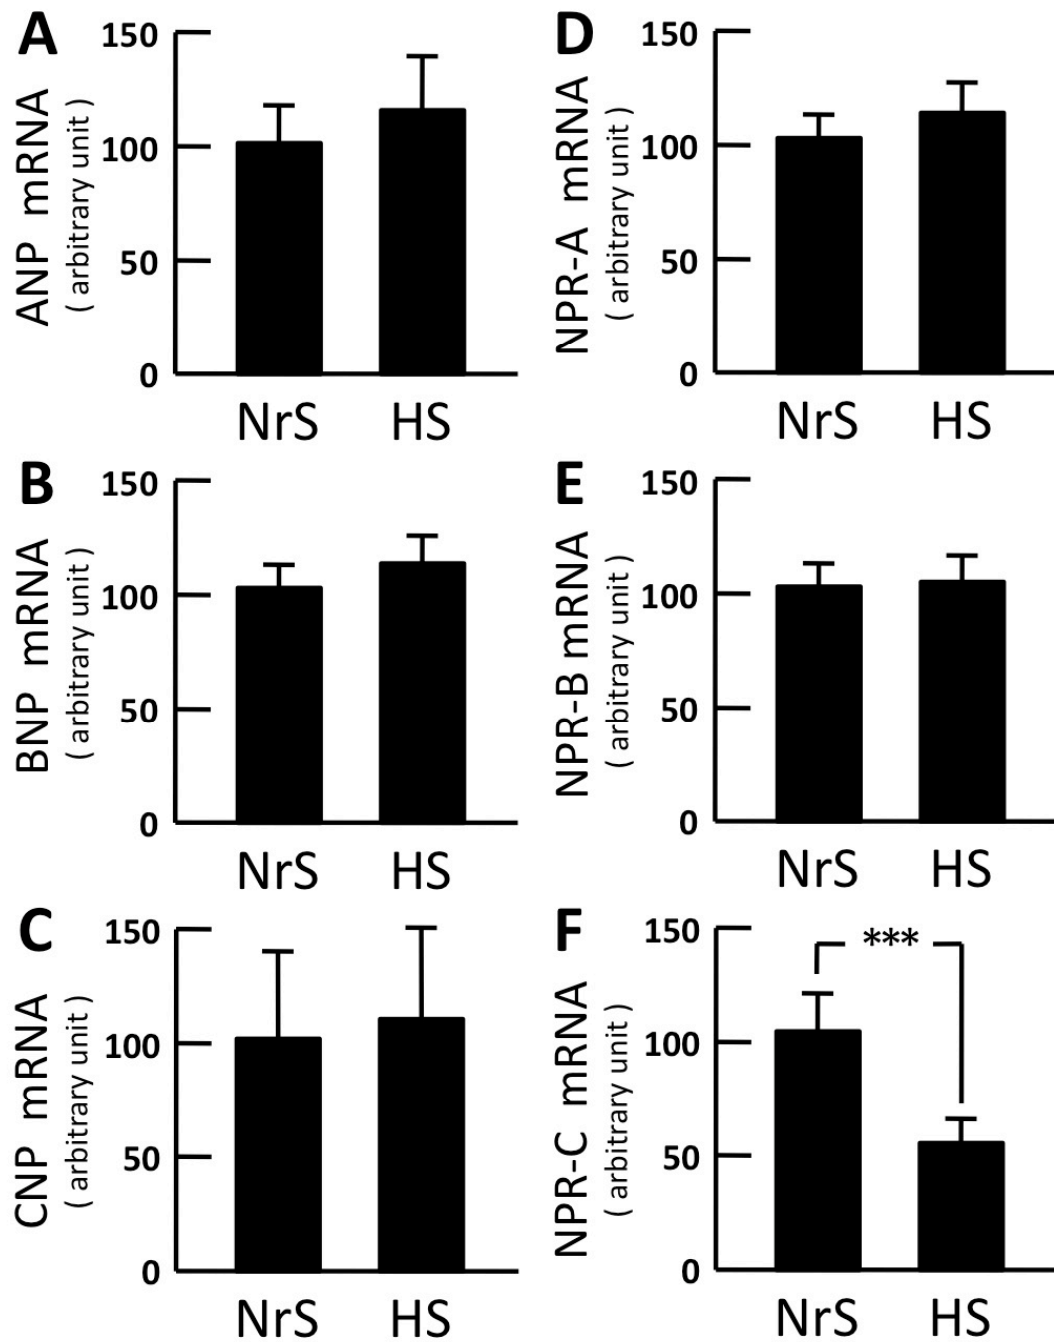 A
ANP mRNA
( arbitrary unit )
150
100
50
0
NrS HS
D
NPR-A mRNA
( arbitrary unit )
150
100
50
0
NrS HS
B
BNP mRNA
( arbitrary unit )
150
100
50
0
NrS HS
E
NPR-B mRNA
( arbitrary unit )
150
100
50
0
NrS HS
C
CNP mRNA
( arbitrary unit )
150
100
50
0
NrS HS
F
NPR-C mRNA
( arbitrary unit )
150
100
50
0
***
NrS HS